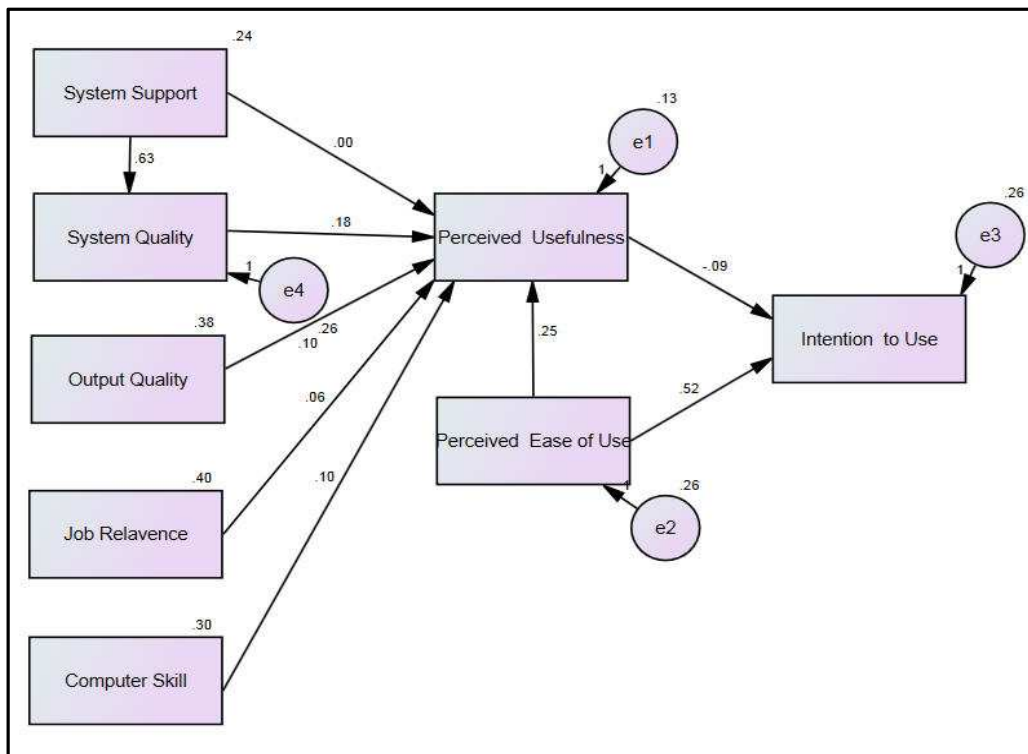 .24
System Support
.13
e1
.00
.63
.26
e3
System Quality
.18
Perceived Usefulness
1
1
e4
-.09
1
.38
.26
.10
.25
Intention to Use
Output Quality
.06
.52
Perceived Ease of Use
.40
.10
1
.26
Job Relavence
e2
.30
Computer Skill